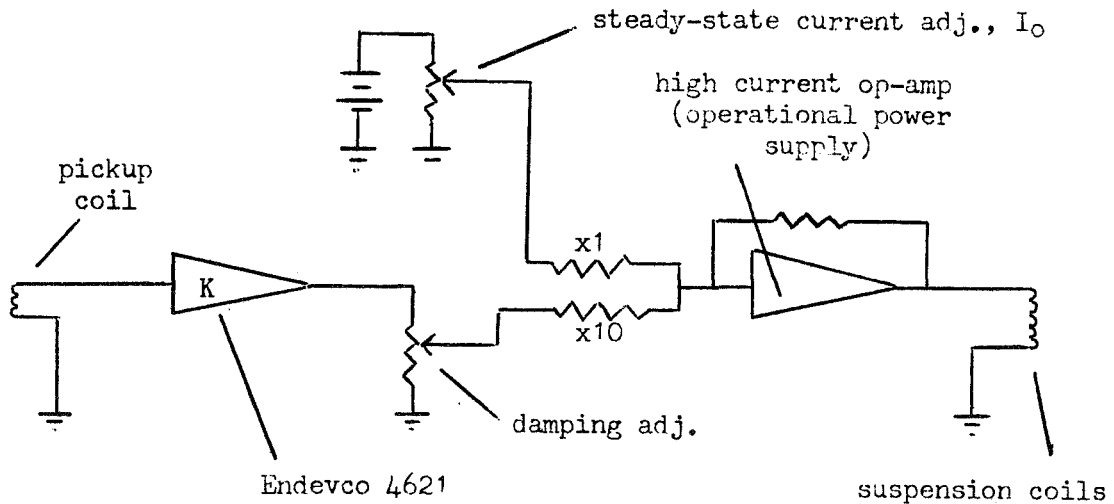 steady-state current adj., I₀
high current op-amp
(operational power
supply)
pickup
coil
x1
K
x10
damping adj.
Endevco 4621
suspension coils